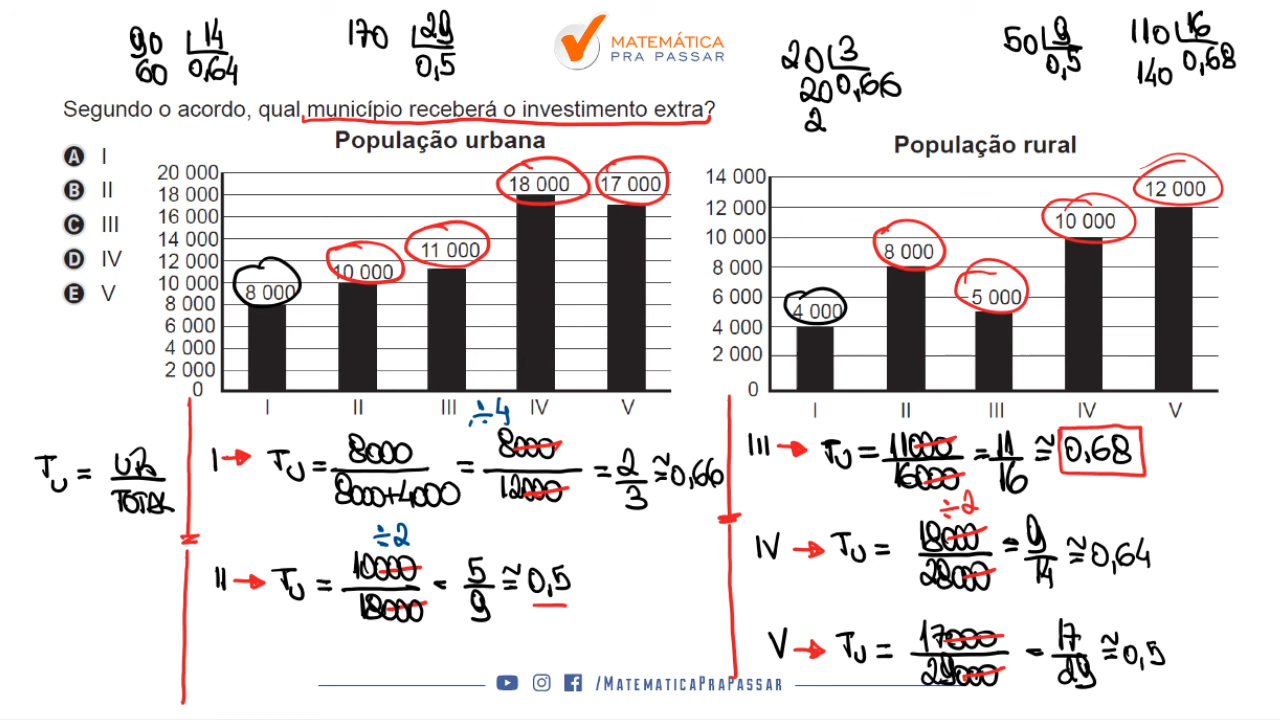 90 14
60 0,64
170 29
0,5
MATEMÁTICA
PRA PASSAR
20 3
20 0,66
2
50 9
0,5
110 16
140 0,68
Segundo o acordo, qual município receberá o investimento extra?
A I
B II
C III
D IV
E V
População urbana
20 000
18 000
16 000
14 000
12 000
10 000
8 000
6 000
4 000
2 000
0
8 000
10 000
11 000
18 000
17 000
I II III IV V
População rural
14 000
12 000
10 000
8 000
6 000
4 000
2 000
0
4 000
8 000
5 000
10 000
12 000
I II III IV V
TU = URB/TOTAL
÷4
I → TU = 8000/8000+4000 = 8000/12000 = 2/3 ≅ 0,66
÷2
II → TU = 10000/18000 = 5/9 ≅ 0,5
III → TU = 11000/16000 = 11/16 ≅ 0,68
÷2
IV → TU = 18000/28000 = 9/14 ≅ 0,64
V → TU = 17000/29000 = 17/29 ≅ 0,5
/MatematicaPraPassar